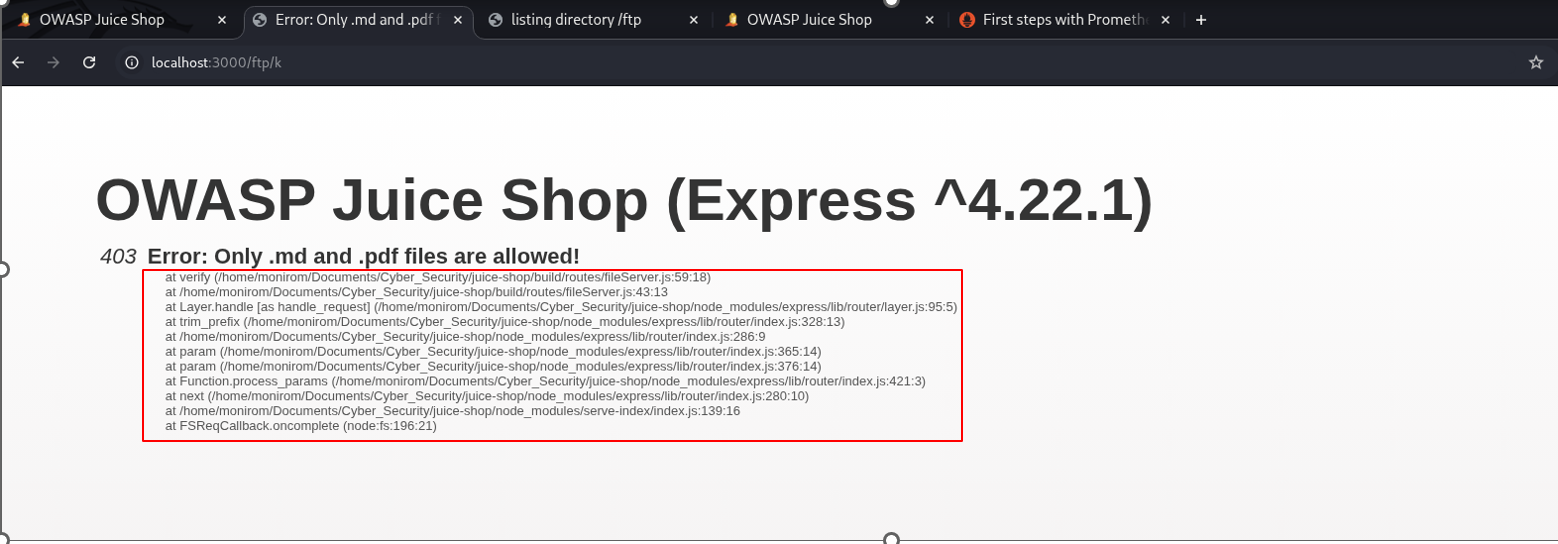 OWASP Juice Shop
Error: Only .md and .pdf f
listing directory /ftp
OWASP Juice Shop
First steps with Prometh
localhost:3000/ftp/k
OWASP Juice Shop (Express ^4.22.1)
403 Error: Only .md and .pdf files are allowed!
at verify (/home/monirom/Documents/Cyber_Security/juice-shop/build/routes/fileServer.js:59:18)
at /home/monirom/Documents/Cyber_Security/juice-shop/build/routes/fileServer.js:43:13
at Layer.handle [as handle_request] (/home/monirom/Documents/Cyber_Security/juice-shop/node_modules/express/lib/router/layer.js:95:5)
at trim_prefix (/home/monirom/Documents/Cyber_Security/juice-shop/node_modules/express/lib/router/index.js:328:13)
at /home/monirom/Documents/Cyber_Security/juice-shop/node_modules/express/lib/router/index.js:286:9
at param (/home/monirom/Documents/Cyber_Security/juice-shop/node_modules/express/lib/router/index.js:365:14)
at param (/home/monirom/Documents/Cyber_Security/juice-shop/node_modules/express/lib/router/index.js:376:14)
at Function.process_params (/home/monirom/Documents/Cyber_Security/juice-shop/node_modules/express/lib/router/index.js:421:3)
at next (/home/monirom/Documents/Cyber_Security/juice-shop/node_modules/express/lib/router/index.js:280:10)
at /home/monirom/Documents/Cyber_Security/juice-shop/node_modules/serve-index/index.js:139:16
at FSReqCallback.oncomplete (node:fs:196:21)